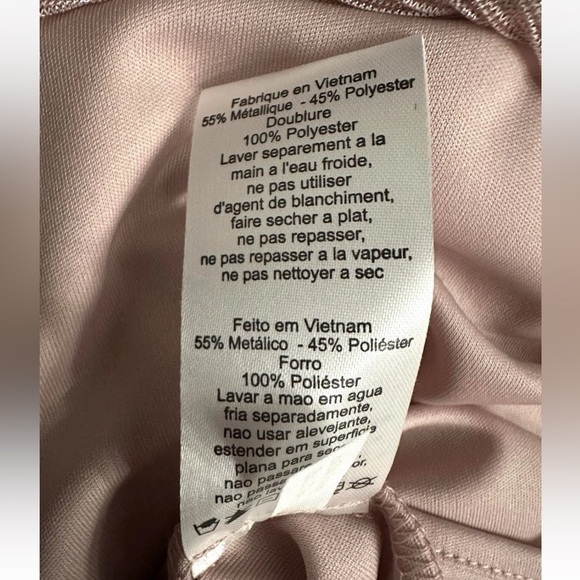 Fabrique en Vietnam
55% Métallique - 45% Polyester
Doublure
100% Polyester
Laver separement a la
main a l'eau froide,
ne pas utiliser
d'agent de blanchiment,
faire secher a plat,
ne pas repasser,
ne pas repasser a la vapeur,
ne pas nettoyer a sec
Feito em Vietnam
55% Metálico - 45% Poliéster
Forro
100% Poliéster
Lavar a mao em agua
fria separadamente,
nao usar alevejante,
estender em
plana para
nao
nao
nao